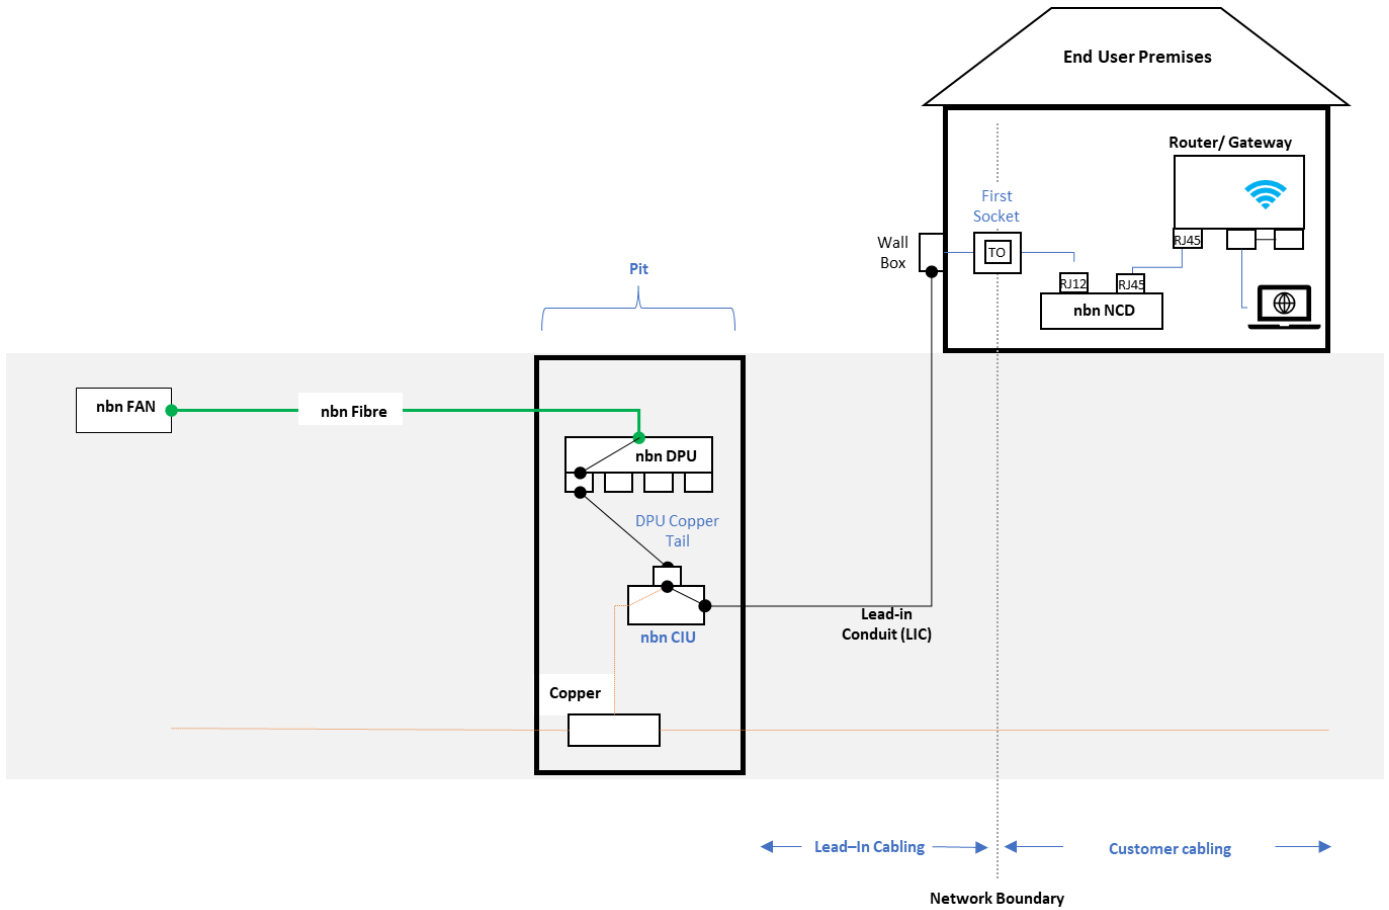 End User Premises
Router/ Gateway
First
Socket
RJ45
Wall
Box
TO
Pit
RJ12
RJ45
nbn NCD
nbn FAN
nbn Fibre
nbn DPU
DPU Copper
Tail
Lead-in
Conduit (LIC)
nbn CIU
Copper
Lead–In Cabling
Customer cabling
Network Boundary